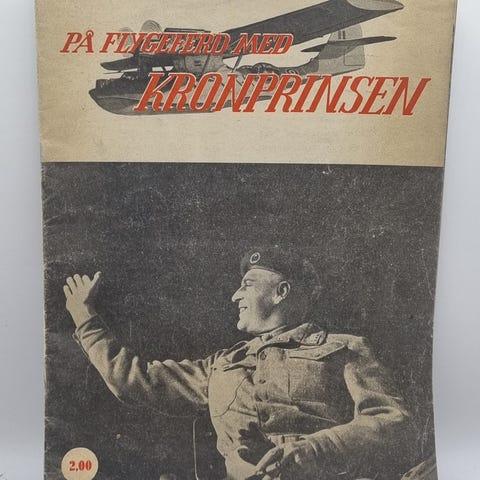 PÅ FLYGEFERD MED
KRONPRINSEN
2,00